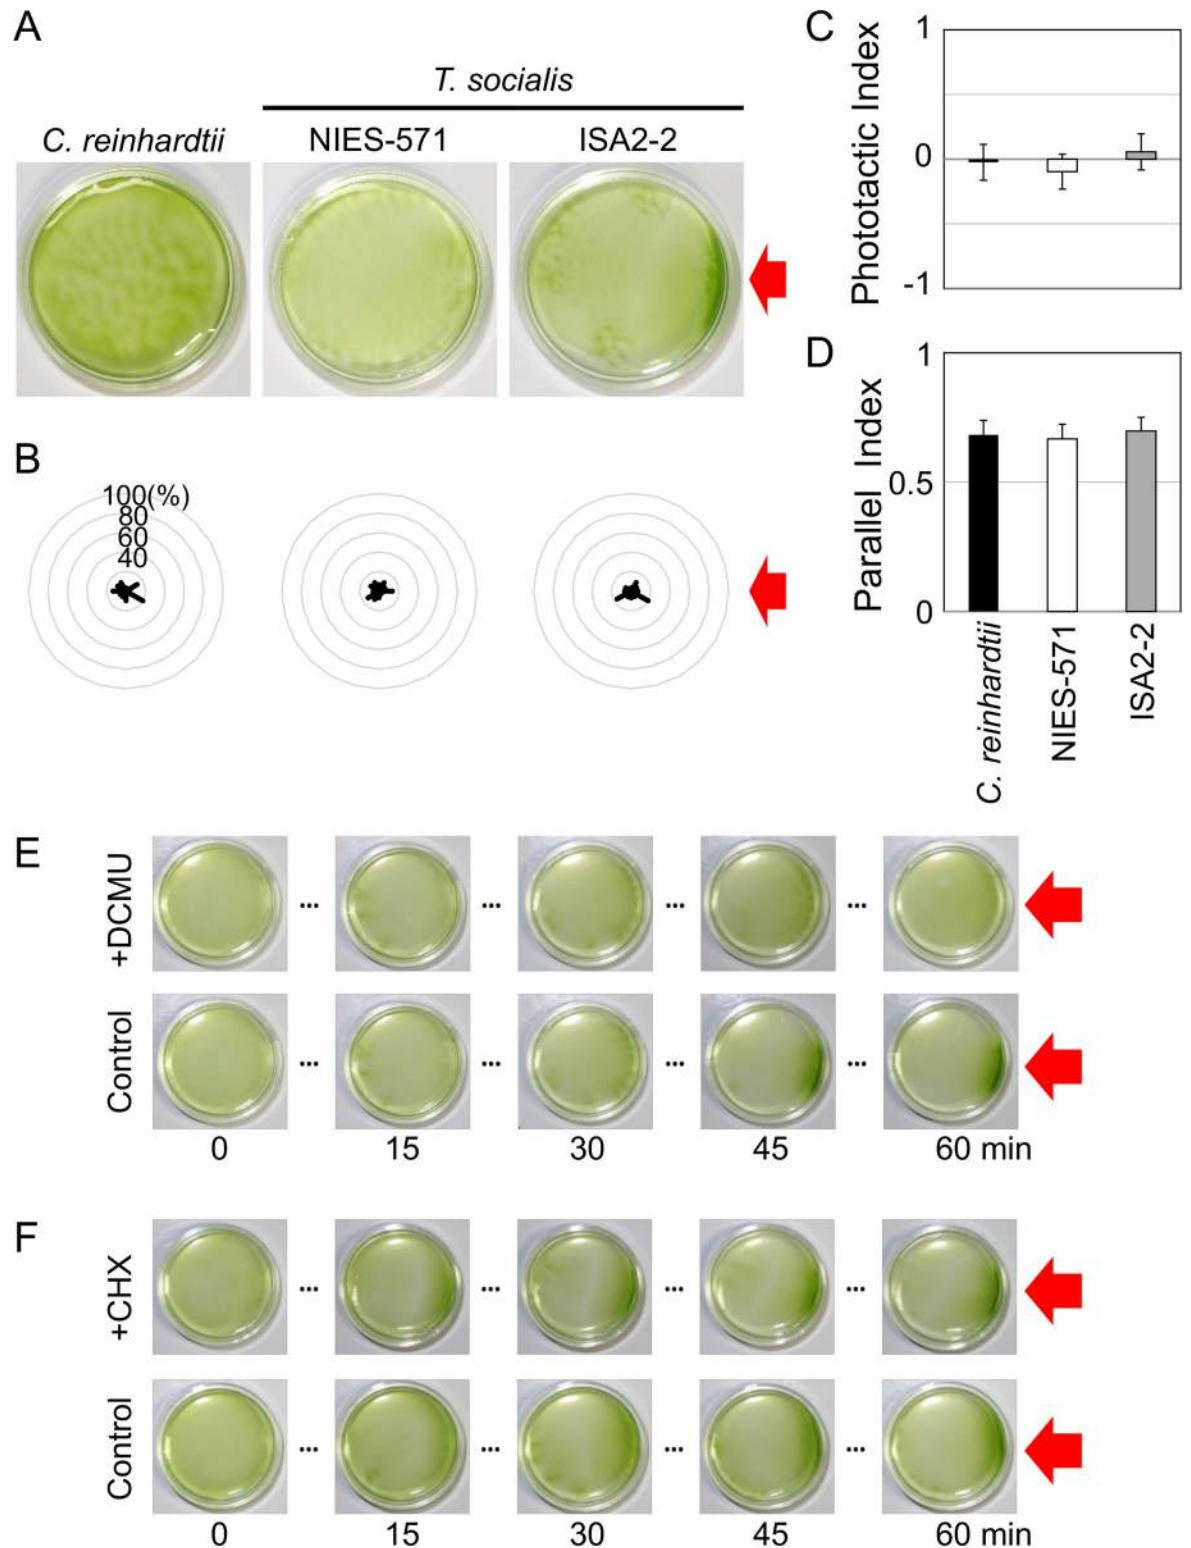 A
T. socialis
C. reinhardtii
NIES-571
ISA2-2
B
100(%)
80
60
40
C
Phototactic Index
1
0
-1
D
Parallel Index
1
0.5
0
C. reinhardtii
NIES-571
ISA2-2
E
+DCMU
... ... ... ...
Control
... ... ... ...
0 15 30 45 60 min
F
+CHX
... ... ... ...
Control
... ... ... ...
0 15 30 45 60 min